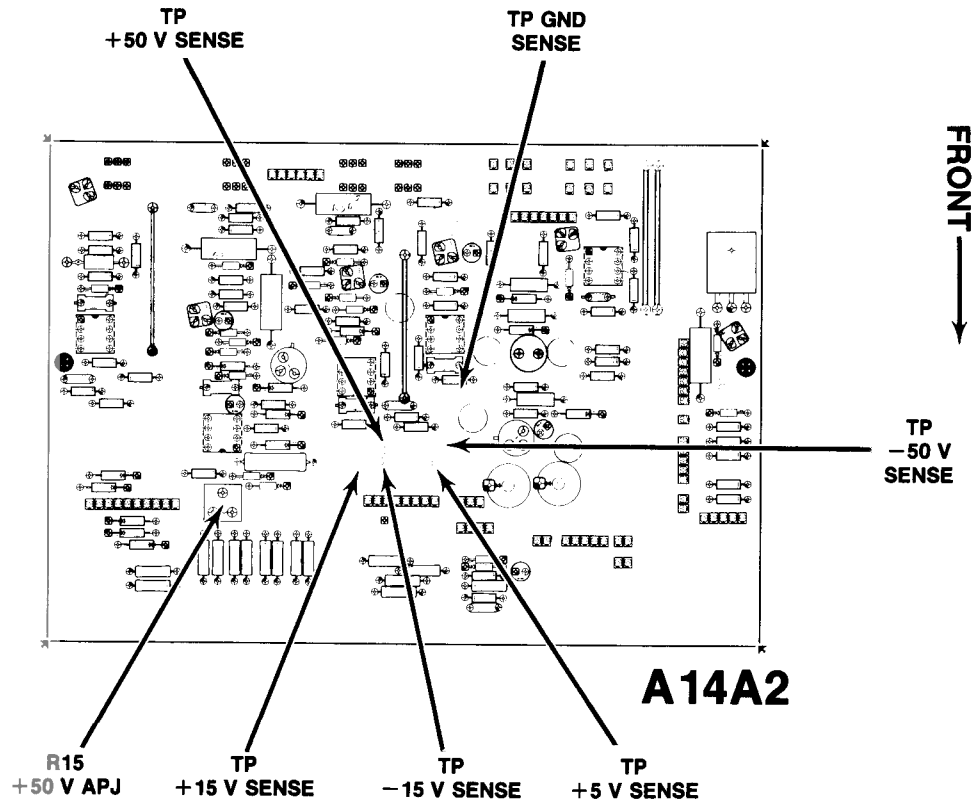 TP
+50 V SENSE
TP GND
SENSE
FRONT
TP
−50 V
SENSE
A14A2
R15
+50 V APJ
TP
+15 V SENSE
TP
−15 V SENSE
TP
+5 V SENSE